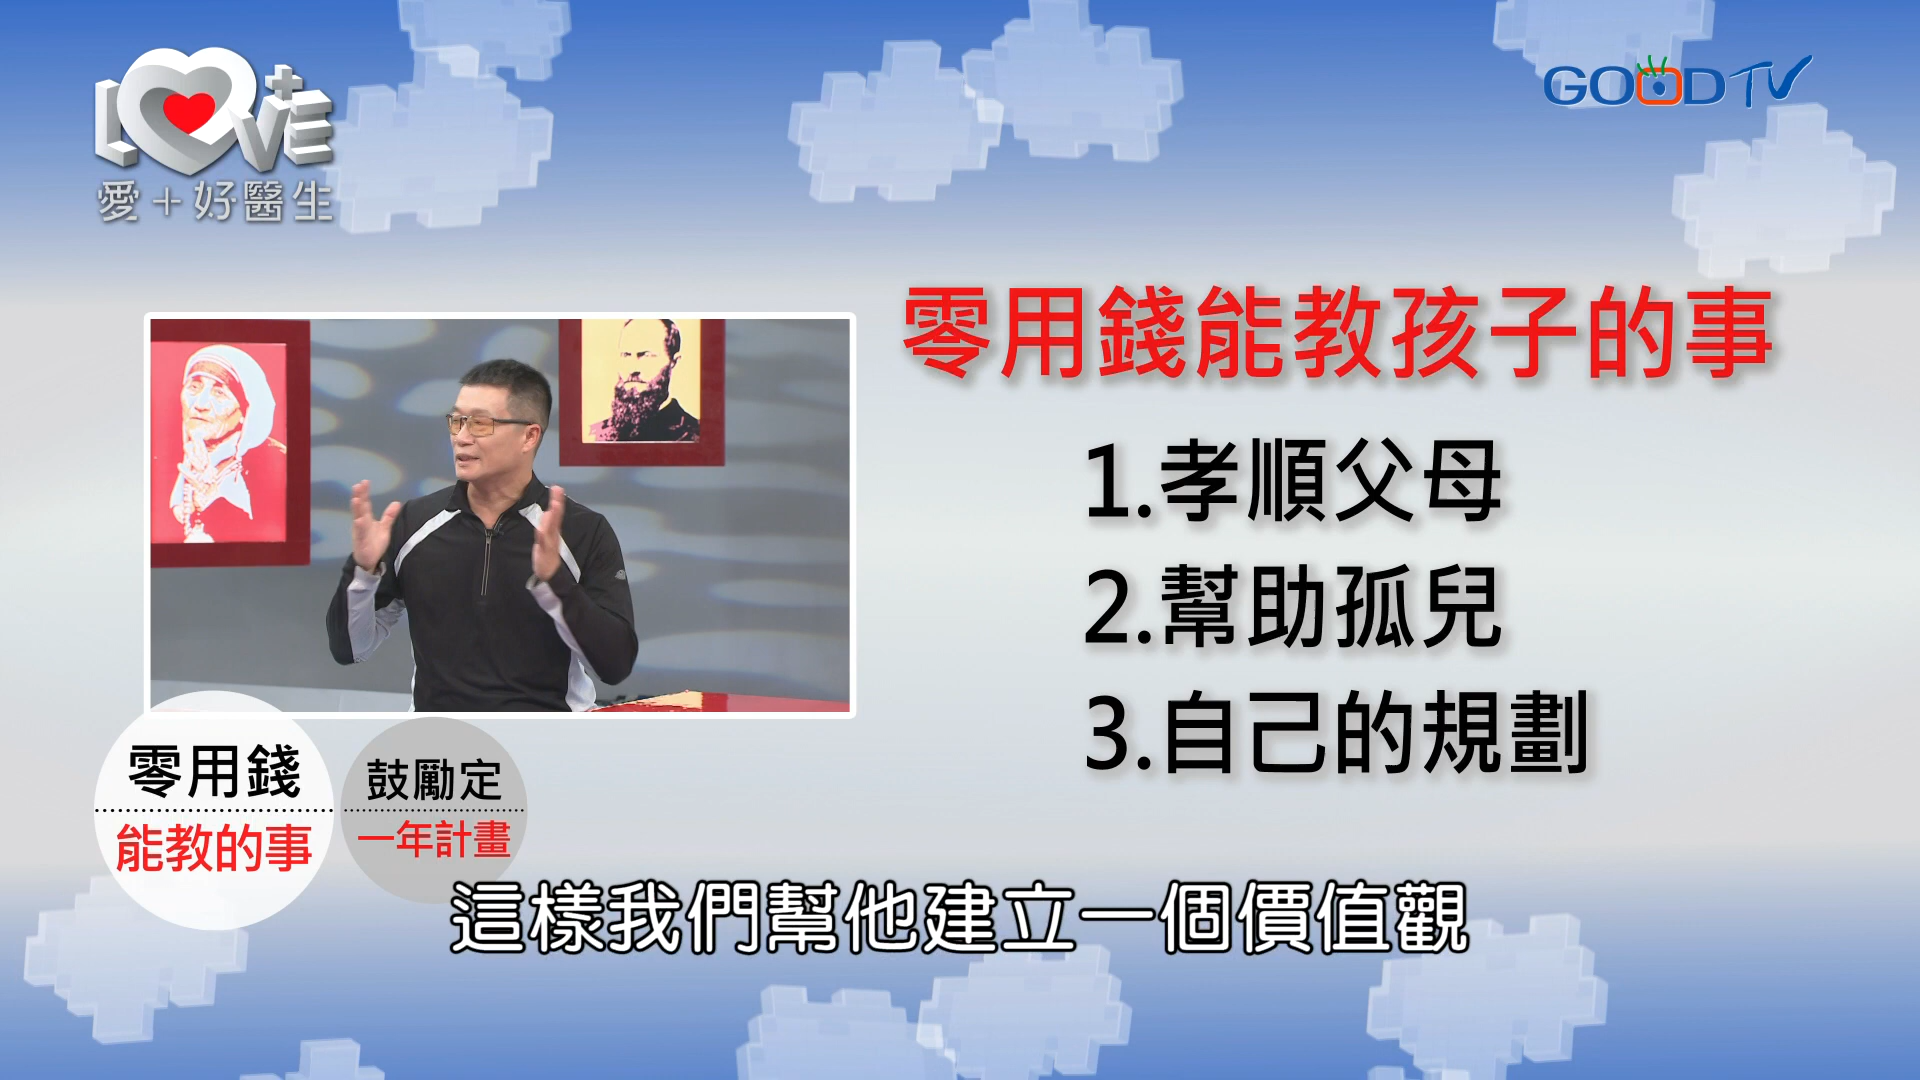 LOVE
愛+好醫生
GOODTV
零用錢能教孩子的事
1.孝順父母
2.幫助孤兒
3.自己的規劃
零用錢
能教的事
鼓勵定
一年計畫
這樣我們幫他建立一個價值觀